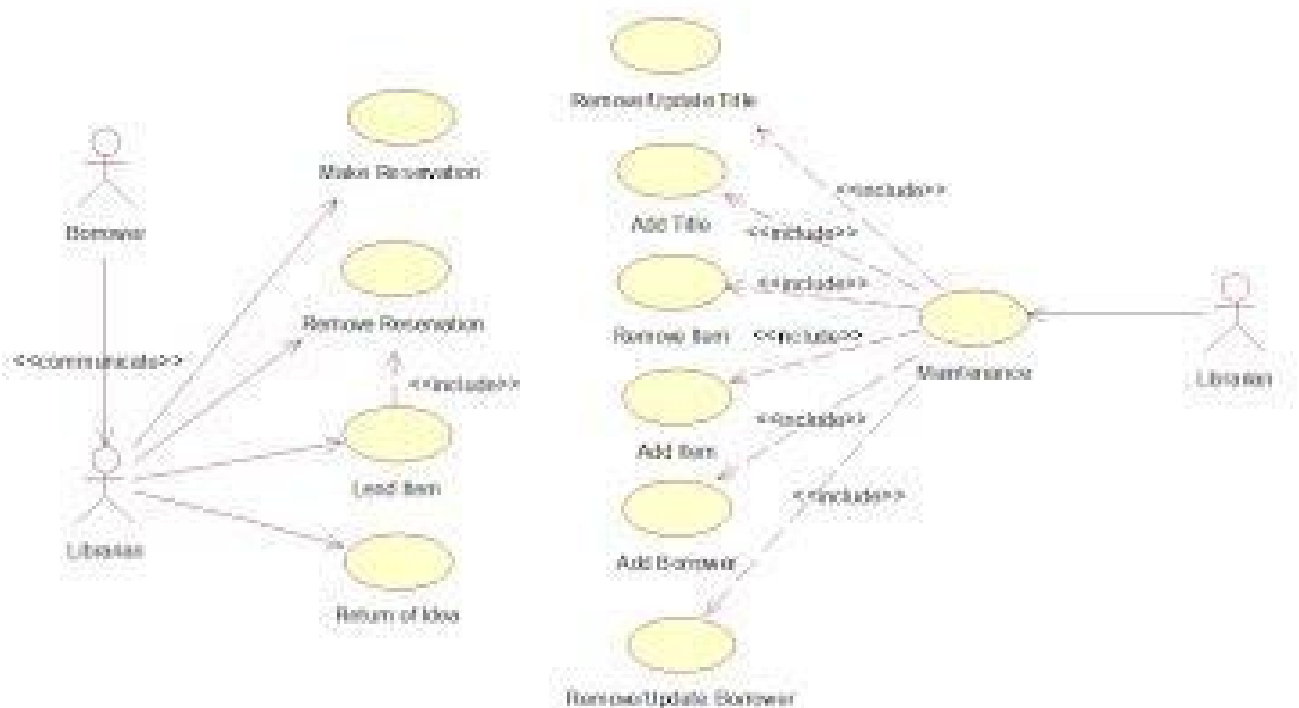 Borrower
<<communicate>>
Librarian
Make Reservation
Remove Reservation
<<include>>
Lend Item
Return of Idea
Remove/Update Title
<<include>>
Add Title
<<include>>
<<include>>
Remove Item
<<include>>
Add Item
<<include>>
Add Borrower
<<include>>
Remove/Update Borrower
Maintenance
Librarian